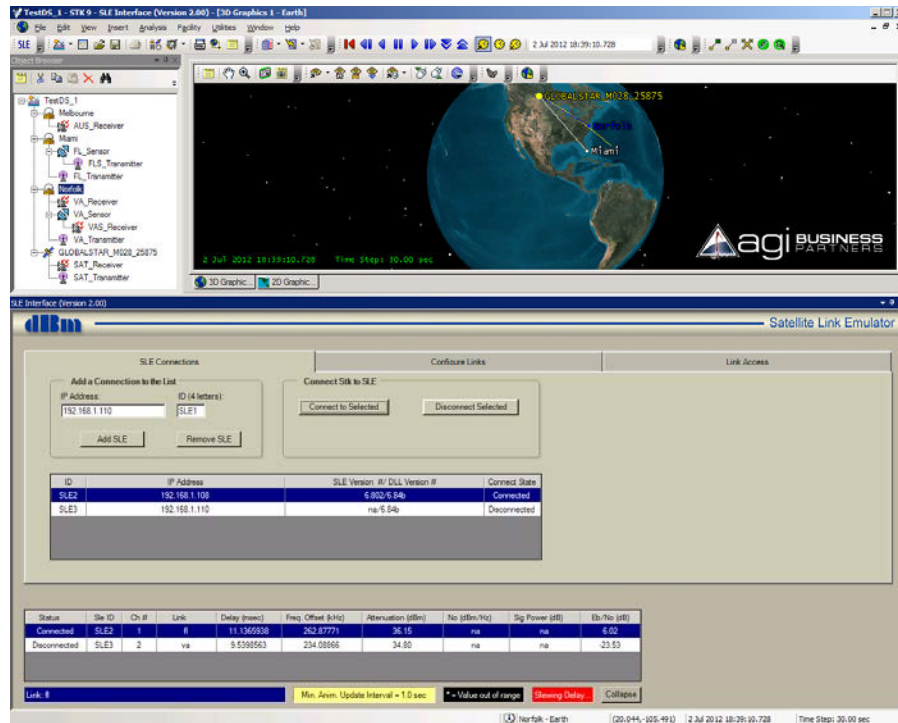 TestDS_1 - STK 9 - SLE Interface (Version 2.00) - [3D Graphics 1 - Earth]
File Edit View Insert Analysis Facility Utilities Window Help
SLE 2 Jul 2012 18:39:10.728
Object Browser
TestDS_1
Melbourne
AUS_Receiver
Miami
FL_Sensor
FLS_Transmitter
FL_Transmitter
Norfolk
VA_Receiver
VA_Sensor
VAS_Receiver
VA_Transmitter
GLOBALSTAR_M028_25875
SAT_Receiver
SAT_Transmitter
GLOBALSTAR_M028_25875
Norfolk
Miami
agi BUSINESS PARTNERS
2 Jul 2012 18:39:10.728 Time Step: 30.00 sec
3D Graphic... 2D Graphic...
SLE Interface (Version 2.00)
dBm Satellite Link Emulator
SLE Connections Configure Links Link Access
Add a Connection to the List Connect Stk to SLE
IP Address: ID (4 letters):
192.168.1.110 SLE1 Connect to Selected Disconnect Selected
Add SLE Remove SLE
ID IP Address SLE Version #/ DLL Version # Connect State
SLE2 192.168.1.108 6.802/6.84b Connected
SLE3 192.168.1.110 na/6.84b Disconnected
Status Sle ID Ch # Link Delay (msec) Freq. Offset (kHz) Attenuation (dBm) No (dBm/Hz) Sig Power (dB) Eb/No (dB)
Connected SLE2 1 fl 11.1365938 262.87771 36.15 na na 6.02
Disconnected SLE3 2 va 9.5398563 234.08866 34.80 na na -23.53
Link: fl Min. Anim. Update Interval = 1.0 sec * = Value out of range Slewing Delay... Collapse
Norfolk - Earth (20.044,-105.491) 2 Jul 2012 18:39:10.728 Time Step: 30.00 sec